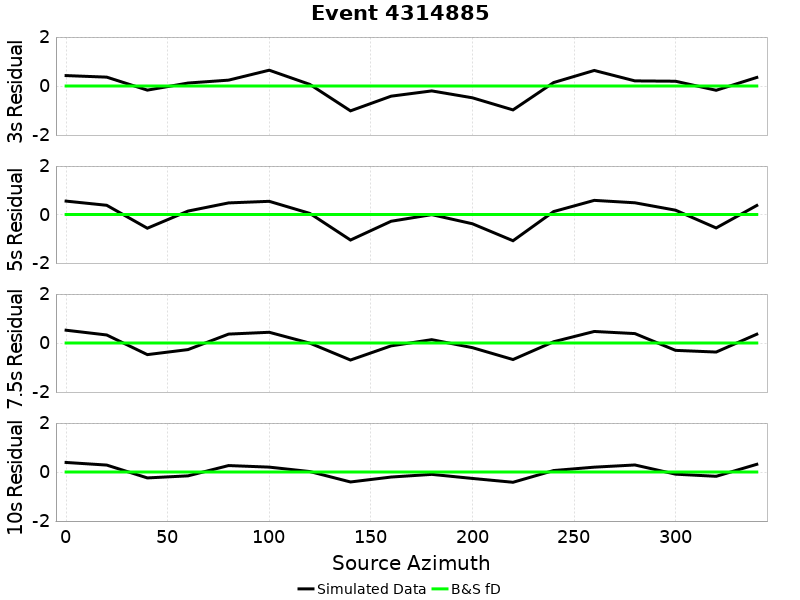 Event 4314885
3s Residual
2
0
-2
5s Residual
2
0
-2
7.5s Residual
2
0
-2
10s Residual
2
0
-2
0 50 100 150 200 250 300
Source Azimuth
Simulated Data B&S fD